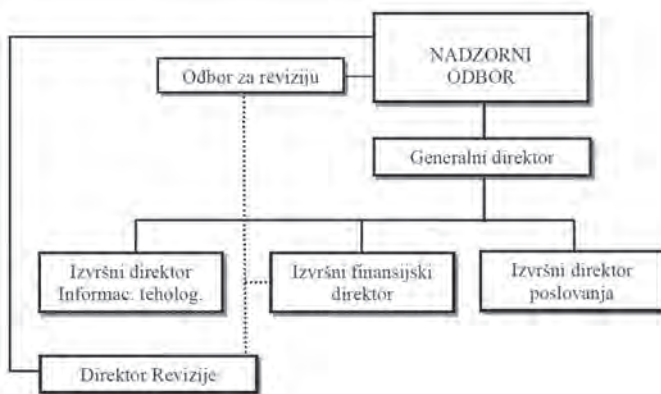 NADZORNI
ODBOR
Odbor za reviziju
Generalni direktor
Izvršni direktor
Informac. teholog.
Izvršni finansijski
direktor
Izvršni direktor
poslovanja
Direktor Revizije